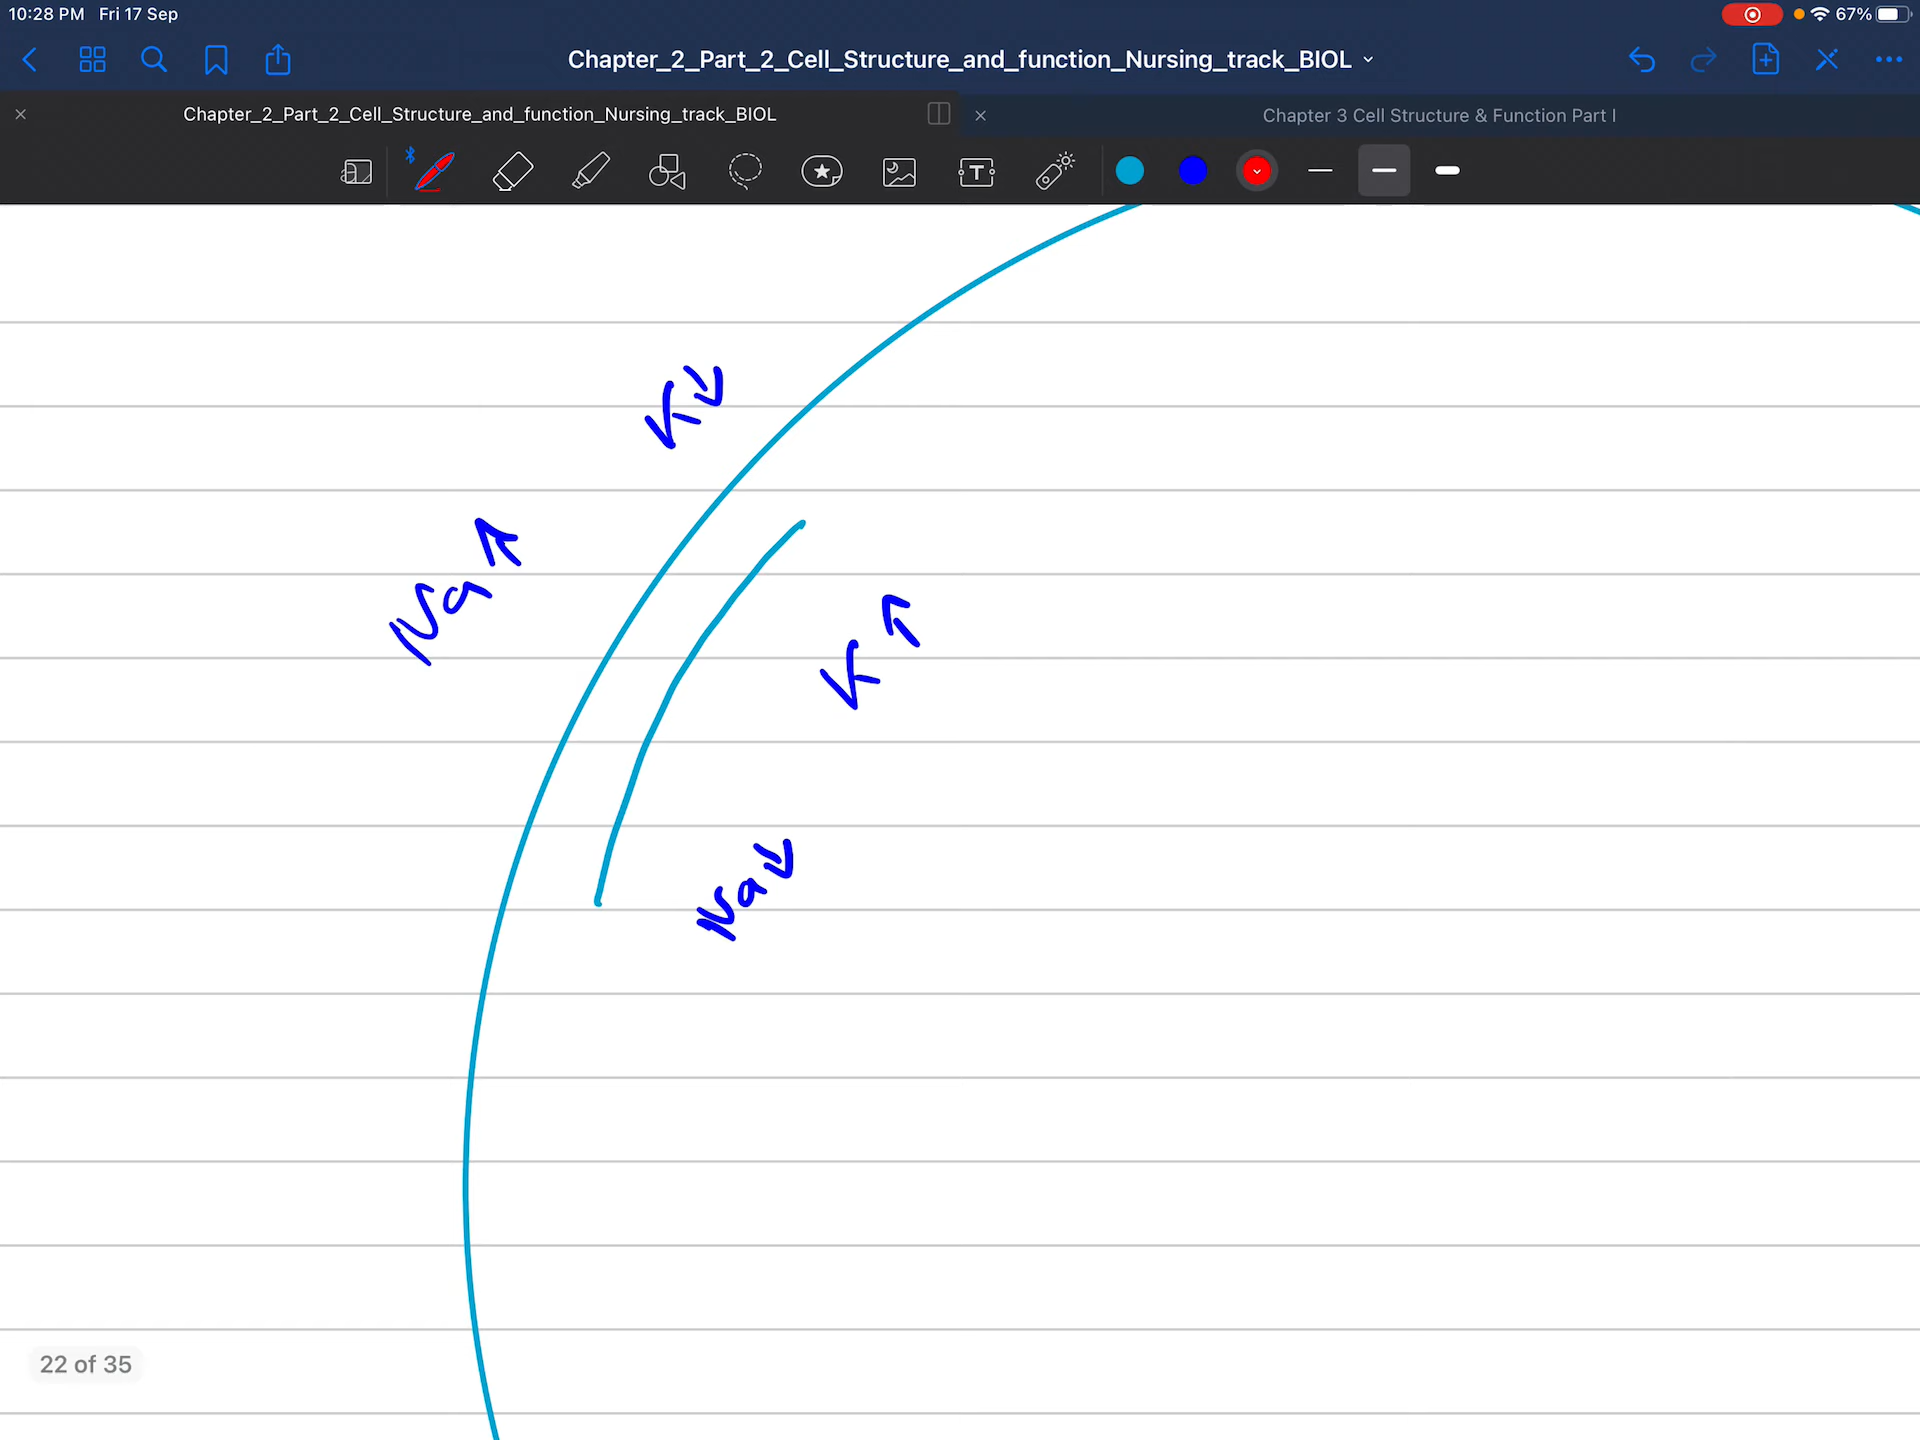 10:28 PM Fri 17 Sep
67%
Chapter_2_Part_2_Cell_Structure_and_function_Nursing_track_BIOL
Chapter_2_Part_2_Cell_Structure_and_function_Nursing_track_BIOL
Chapter 3 Cell Structure & Function Part I
K↓
Na↑
K↑
Na↓
22 of 35